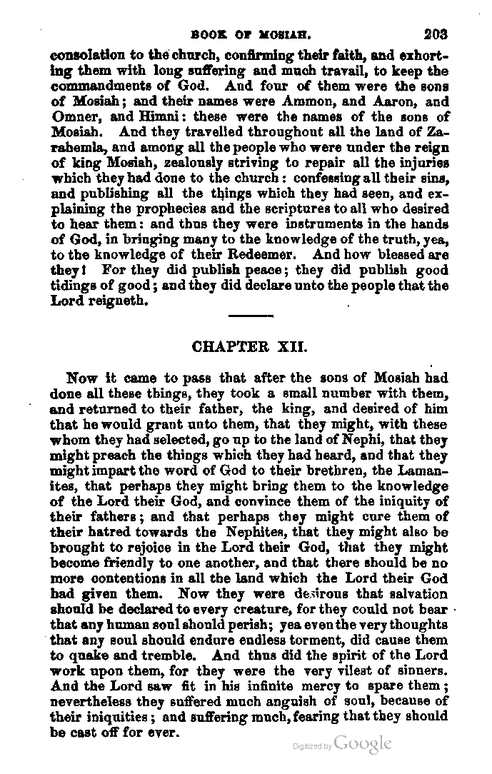 BOOK OF MOSIAH. 203
consolation to the church, confirming their faith, and exhort-
ing them with long suffering and much travail, to keep the
commandments of God. And four of them were the sons
of Mosiah; and their names were Ammon, and Aaron, and
Omner, and Himni: these were the names of the sons of
Mosiah. And they travelled throughout all the land of Za-
rahemla, and among all the people who were under the reign
of king Mosiah, zealously striving to repair all the injuries
which they had done to the church: confessing all their sins,
and publishing all the things which they had seen, and ex-
plaining the prophecies and the scriptures to all who desired
to hear them: and thus they were instruments in the hands
of God, in bringing many to the knowledge of the truth, yea,
to the knowledge of their Redeemer. And how blessed are
they! For they did publish peace; they did publish good
tidings of good; and they did declare unto the people that the
Lord reigneth.
CHAPTER XII.
Now it came to pass that after the sons of Mosiah had
done all these things, they took a small number with them,
and returned to their father, the king, and desired of him
that he would grant unto them, that they might, with these
whom they had selected, go up to the land of Nephi, that they
might preach the things which they had heard, and that they
might impart the word of God to their brethren, the Laman-
ites, that perhaps they might bring them to the knowledge
of the Lord their God, and convince them of the iniquity of
their fathers; and that perhaps they might cure them of
their hatred towards the Nephites, that they might also be
brought to rejoice in the Lord their God, that they might
become friendly to one another, and that there should be no
more contentions in all the land which the Lord their God
had given them. Now they were desirous that salvation
should be declared to every creature, for they could not bear
that any human soul should perish; yea even the very thoughts
that any soul should endure endless torment, did cause them
to quake and tremble. And thus did the spirit of the Lord
work upon them, for they were the very vilest of sinners.
And the Lord saw fit in his infinite mercy to spare them;
nevertheless they suffered much anguish of soul, because of
their iniquities; and suffering much, fearing that they should
be cast off for ever.
Digitized by Google